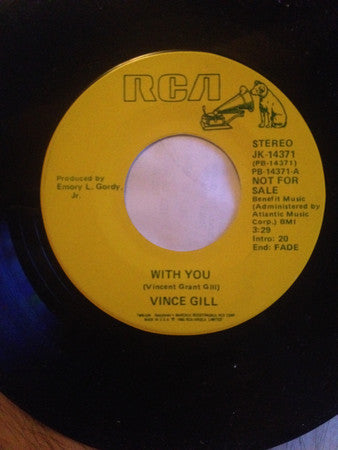 RCA
STEREO
JK-14371
(PB-14371)
PB-14371-A
NOT FOR
SALE
Benefit Music
(Administered by
Atlantic Music
Corp.) BMI
3:29
Intro: 20
End: FADE
Produced by
Emory L. Gordy,
Jr.
WITH YOU
(Vincent Grant Gill)
VINCE GILL